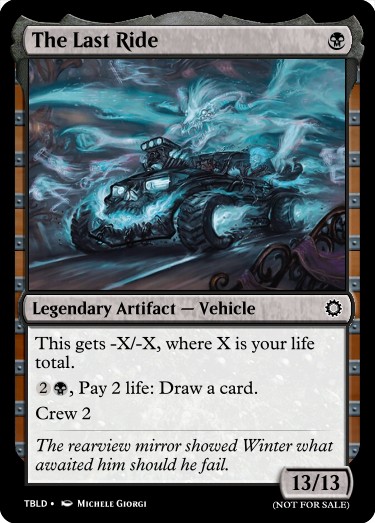 The Last Ride
Legendary Artifact — Vehicle
This gets -X/-X, where X is your life
total.
2, Pay 2 life: Draw a card.
Crew 2
The rearview mirror showed Winter what
awaited him should he fail.
13/13
TBLD • Michele Giorgi
(NOT FOR SALE)